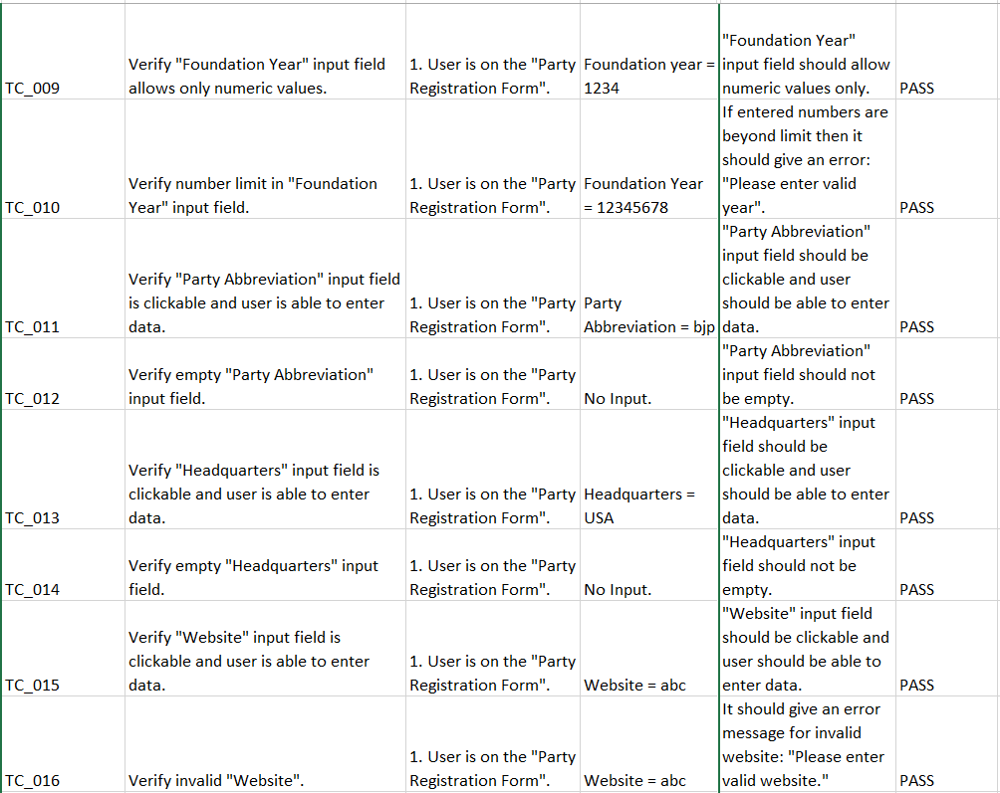 TC_009
Verify "Foundation Year" input field
allows only numeric values.
1. User is on the "Party
Registration Form".
Foundation year =
1234
"Foundation Year"
input field should allow
numeric values only.
PASS
TC_010
Verify number limit in "Foundation
Year" input field.
1. User is on the "Party
Registration Form".
Foundation Year
= 12345678
If entered numbers are
beyond limit then it
should give an error:
"Please enter valid
year".
PASS
TC_011
Verify "Party Abbreviation" input field
is clickable and user is able to enter
data.
1. User is on the "Party
Registration Form".
Party
Abbreviation = bjp
"Party Abbreviation"
input field should be
clickable and user
should be able to enter
data.
PASS
TC_012
Verify empty "Party Abbreviation"
input field.
1. User is on the "Party
Registration Form".
No Input.
"Party Abbreviation"
input field should not
be empty.
PASS
TC_013
Verify "Headquarters" input field is
clickable and user is able to enter
data.
1. User is on the "Party
Registration Form".
Headquarters =
USA
"Headquarters" input
field should be
clickable and user
should be able to enter
data.
PASS
TC_014
Verify empty "Headquarters" input
field.
1. User is on the "Party
Registration Form".
No Input.
"Headquarters" input
field should not be
empty.
PASS
TC_015
Verify "Website" input field is
clickable and user is able to enter
data.
1. User is on the "Party
Registration Form".
Website = abc
"Website" input field
should be clickable and
user should be able to
enter data.
PASS
TC_016
Verify invalid "Website".
1. User is on the "Party
Registration Form".
Website = abc
It should give an error
message for invalid
website: "Please enter
valid website."
PASS